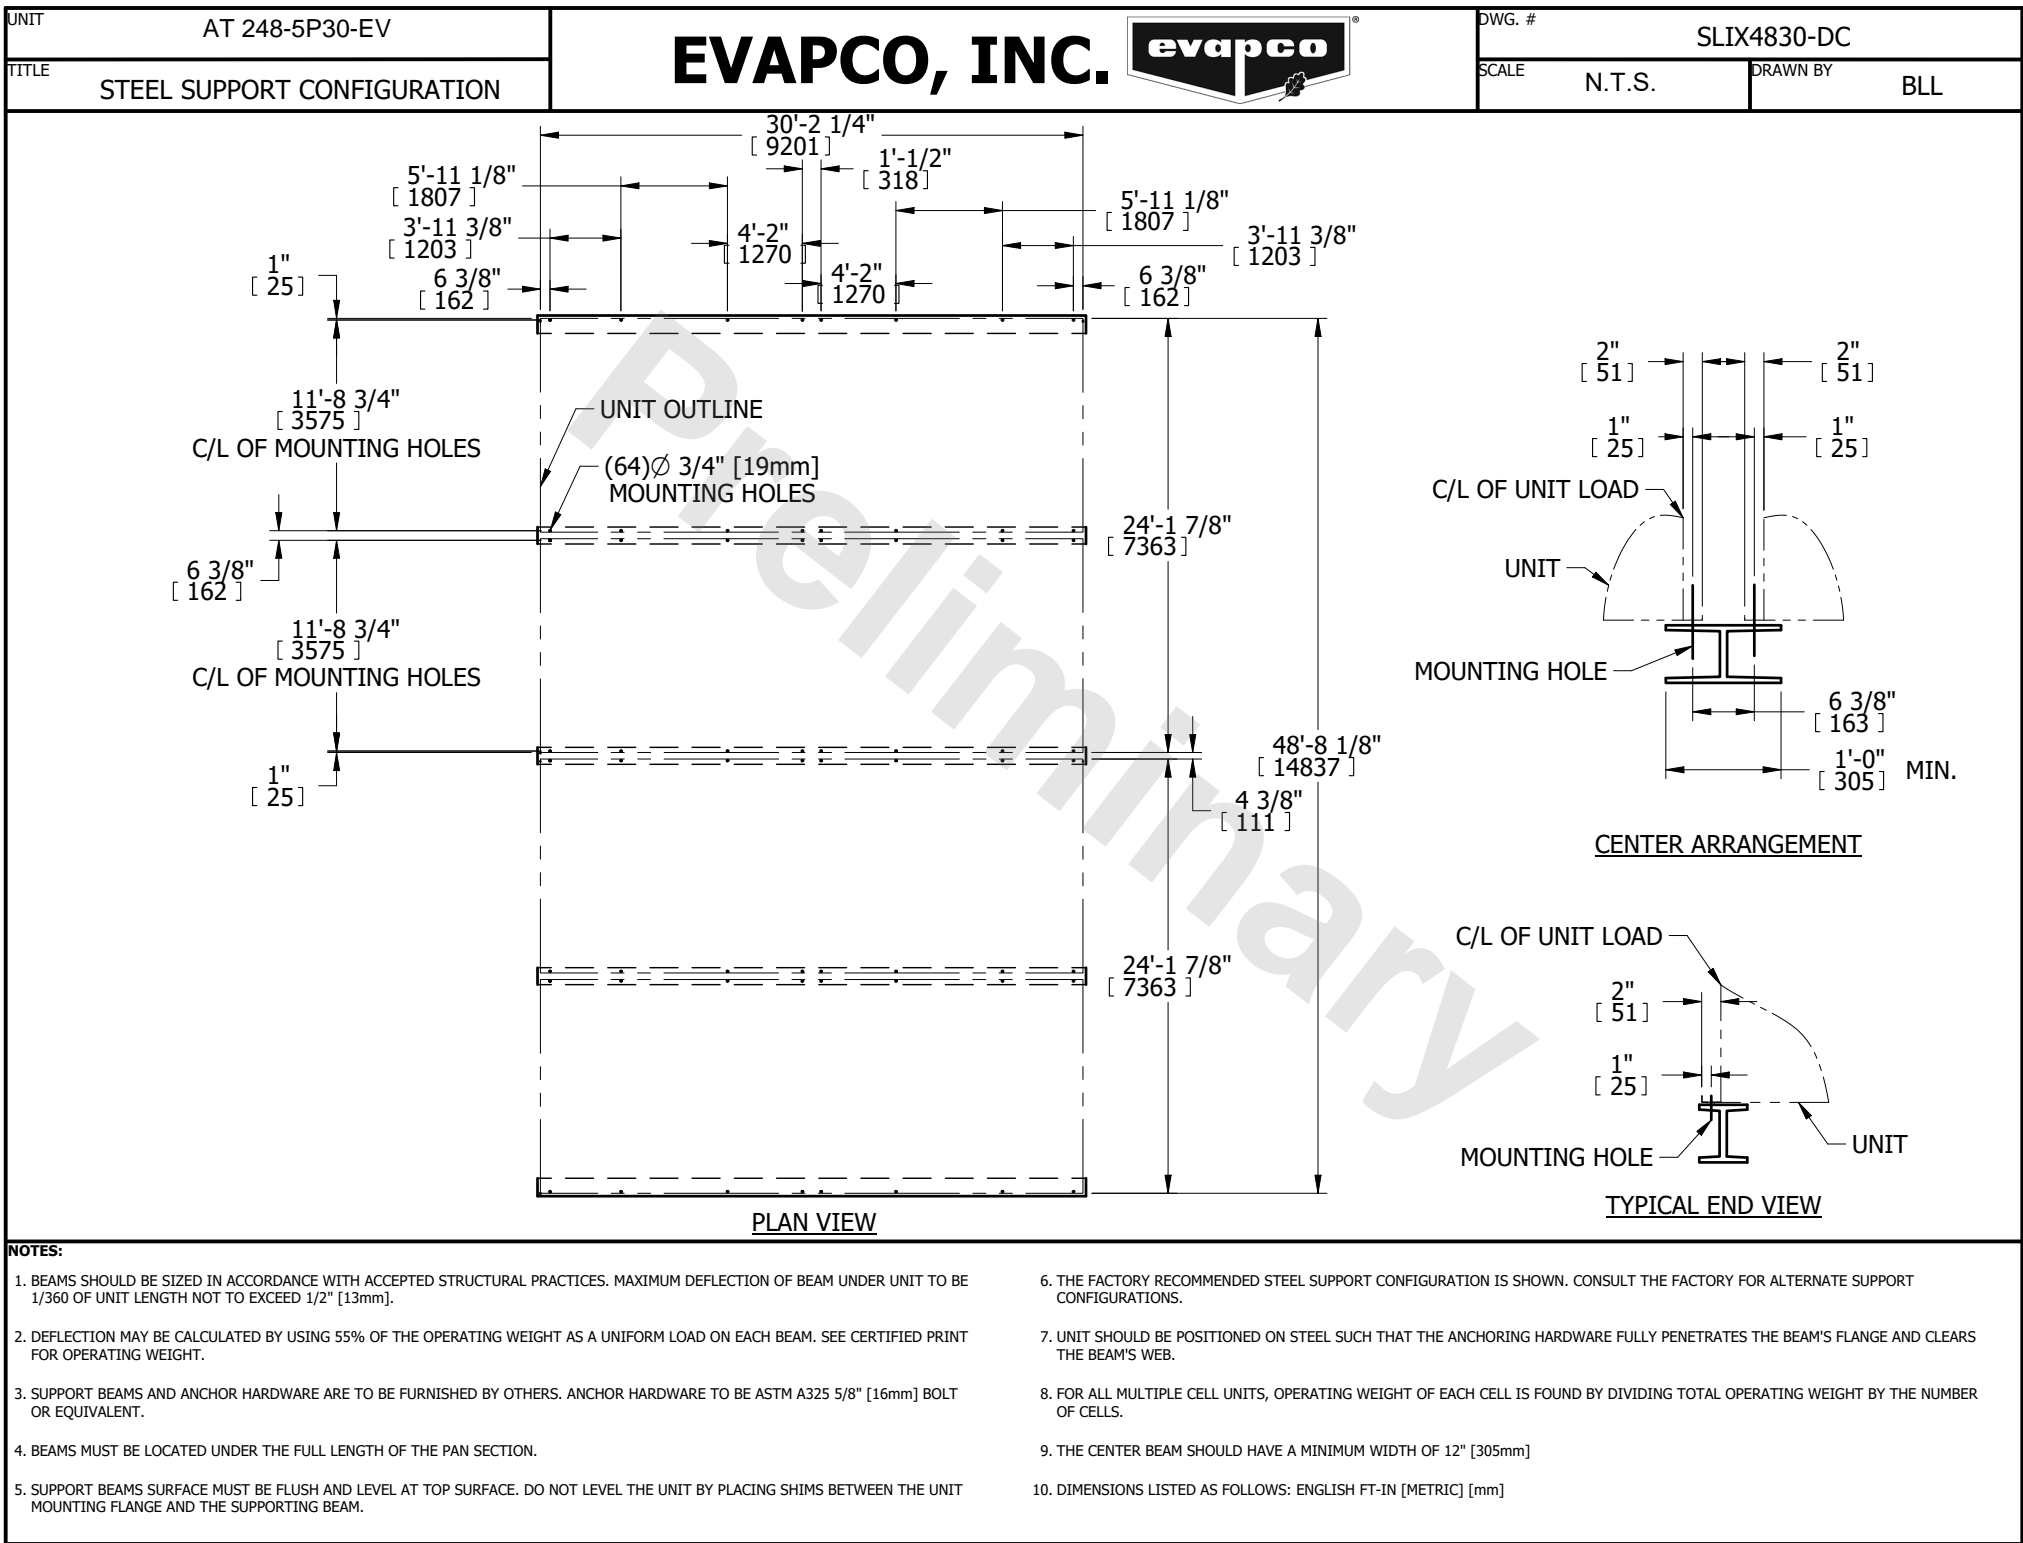 UNIT
AT 248-5P30-EV
TITLE
STEEL SUPPORT CONFIGURATION
EVAPCO, INC.
evapco
®
DWG. #
SLIX4830-DC
SCALE
N.T.S.
DRAWN BY
BLL
30'-2 1/4"
[ 9201 ]
1'-1/2"
[ 318 ]
5'-11 1/8"
[ 1807 ]
3'-11 3/8"
[ 1203 ]
6 3/8"
[ 162 ]
4'-2"
[ 1270 ]
4'-2"
[ 1270 ]
5'-11 1/8"
[ 1807 ]
3'-11 3/8"
[ 1203 ]
6 3/8"
[ 162 ]
1"
[ 25 ]
11'-8 3/4"
[ 3575 ]
C/L OF MOUNTING HOLES
UNIT OUTLINE
(64)Ø 3/4" [19mm]
MOUNTING HOLES
6 3/8"
[ 162 ]
11'-8 3/4"
[ 3575 ]
C/L OF MOUNTING HOLES
1"
[ 25 ]
24'-1 7/8"
[ 7363 ]
48'-8 1/8"
[ 14837 ]
4 3/8"
[ 111 ]
24'-1 7/8"
[ 7363 ]
PLAN VIEW
Preliminary
2"
[ 51 ]
2"
[ 51 ]
1"
[ 25 ]
1"
[ 25 ]
C/L OF UNIT LOAD
UNIT
MOUNTING HOLE
6 3/8"
[ 163 ]
1'-0"
[ 305 ] MIN.
CENTER ARRANGEMENT
C/L OF UNIT LOAD
2"
[ 51 ]
1"
[ 25 ]
MOUNTING HOLE
UNIT
TYPICAL END VIEW
NOTES:
1. BEAMS SHOULD BE SIZED IN ACCORDANCE WITH ACCEPTED STRUCTURAL PRACTICES. MAXIMUM DEFLECTION OF BEAM UNDER UNIT TO BE
1/360 OF UNIT LENGTH NOT TO EXCEED 1/2" [13mm].
2. DEFLECTION MAY BE CALCULATED BY USING 55% OF THE OPERATING WEIGHT AS A UNIFORM LOAD ON EACH BEAM. SEE CERTIFIED PRINT
FOR OPERATING WEIGHT.
3. SUPPORT BEAMS AND ANCHOR HARDWARE ARE TO BE FURNISHED BY OTHERS. ANCHOR HARDWARE TO BE ASTM A325 5/8" [16mm] BOLT
OR EQUIVALENT.
4. BEAMS MUST BE LOCATED UNDER THE FULL LENGTH OF THE PAN SECTION.
5. SUPPORT BEAMS SURFACE MUST BE FLUSH AND LEVEL AT TOP SURFACE. DO NOT LEVEL THE UNIT BY PLACING SHIMS BETWEEN THE UNIT
MOUNTING FLANGE AND THE SUPPORTING BEAM.
6. THE FACTORY RECOMMENDED STEEL SUPPORT CONFIGURATION IS SHOWN. CONSULT THE FACTORY FOR ALTERNATE SUPPORT
CONFIGURATIONS.
7. UNIT SHOULD BE POSITIONED ON STEEL SUCH THAT THE ANCHORING HARDWARE FULLY PENETRATES THE BEAM'S FLANGE AND CLEARS
THE BEAM'S WEB.
8. FOR ALL MULTIPLE CELL UNITS, OPERATING WEIGHT OF EACH CELL IS FOUND BY DIVIDING TOTAL OPERATING WEIGHT BY THE NUMBER
OF CELLS.
9. THE CENTER BEAM SHOULD HAVE A MINIMUM WIDTH OF 12" [305mm]
10. DIMENSIONS LISTED AS FOLLOWS: ENGLISH FT-IN [METRIC] [mm]